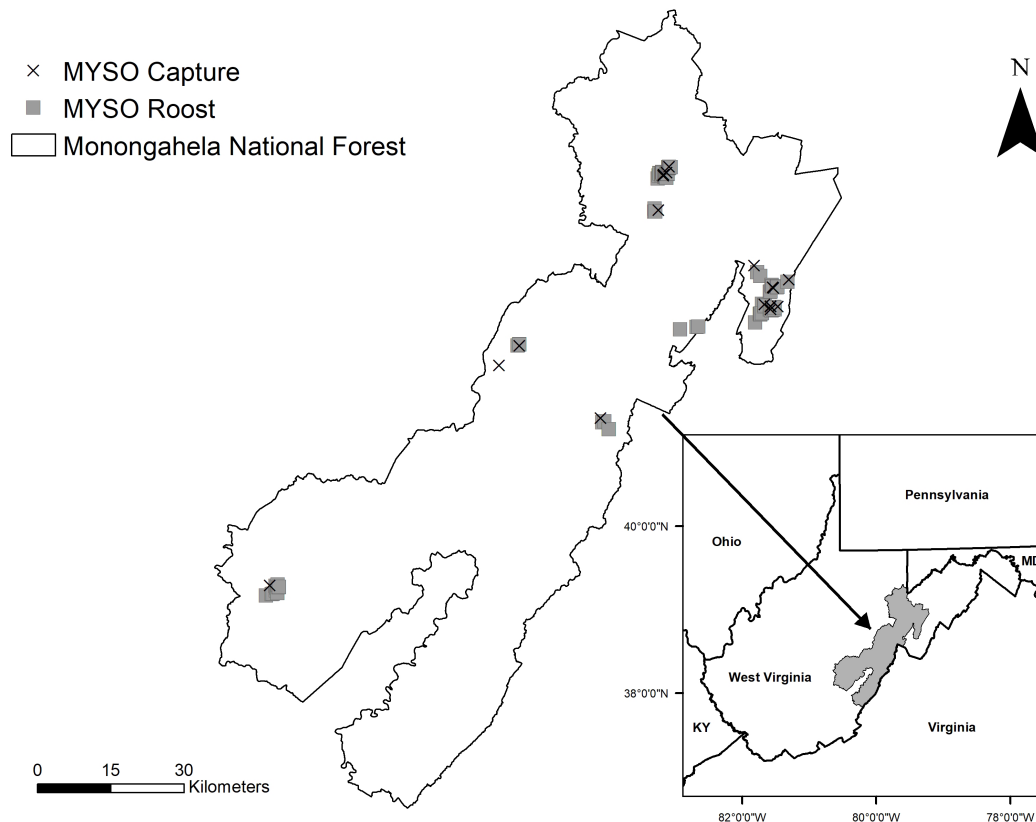 MYSO Capture
MYSO Roost
Monongahela National Forest
N
Pennsylvania
40°0'0"N
Ohio
MD
West Virginia
38°0'0"N
KY
Virginia
0 15 30
Kilometers
82°0'0"W 80°0'0"W 78°0'0"W